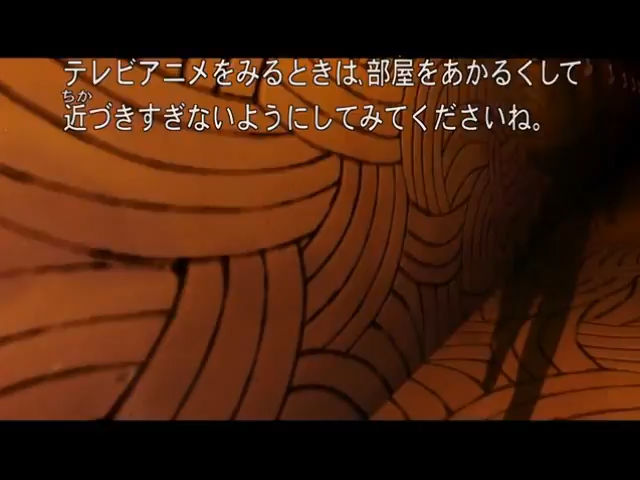 テレビアニメをみるときは、部屋をあかるくして
ちか
近づきすぎないようにしてみてくださいね。